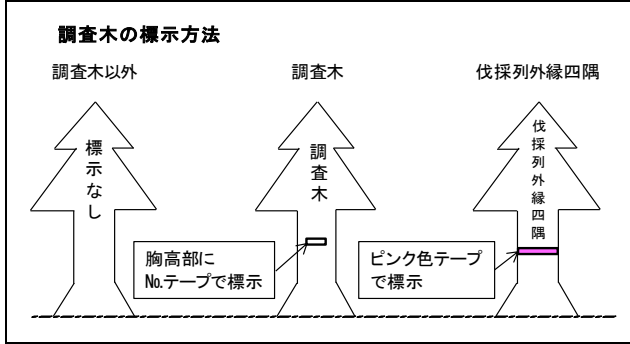 調査木の標示方法
調査木以外
調査木
伐採列外縁四隅
標示なし
調査木
伐採列外縁四隅
胸高部に
№テープで標示
ピンク色テープ
で標示